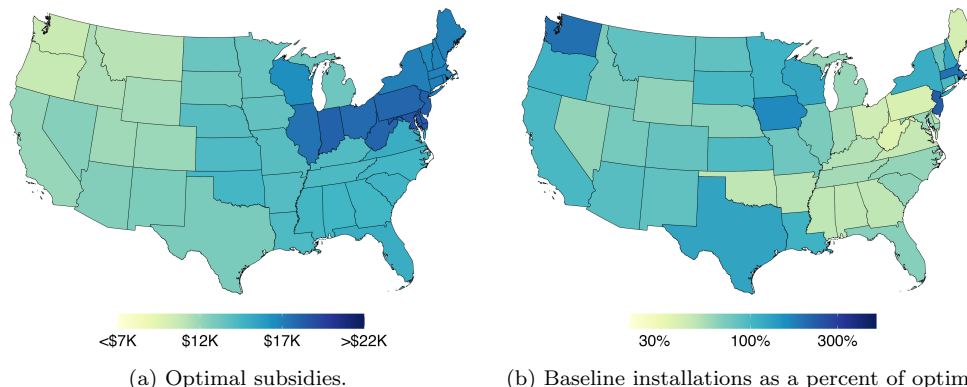 <$7K $12K $17K >$22K
30% 100% 300%
(a) Optimal subsidies.
(b) Baseline installations as a percent of optim